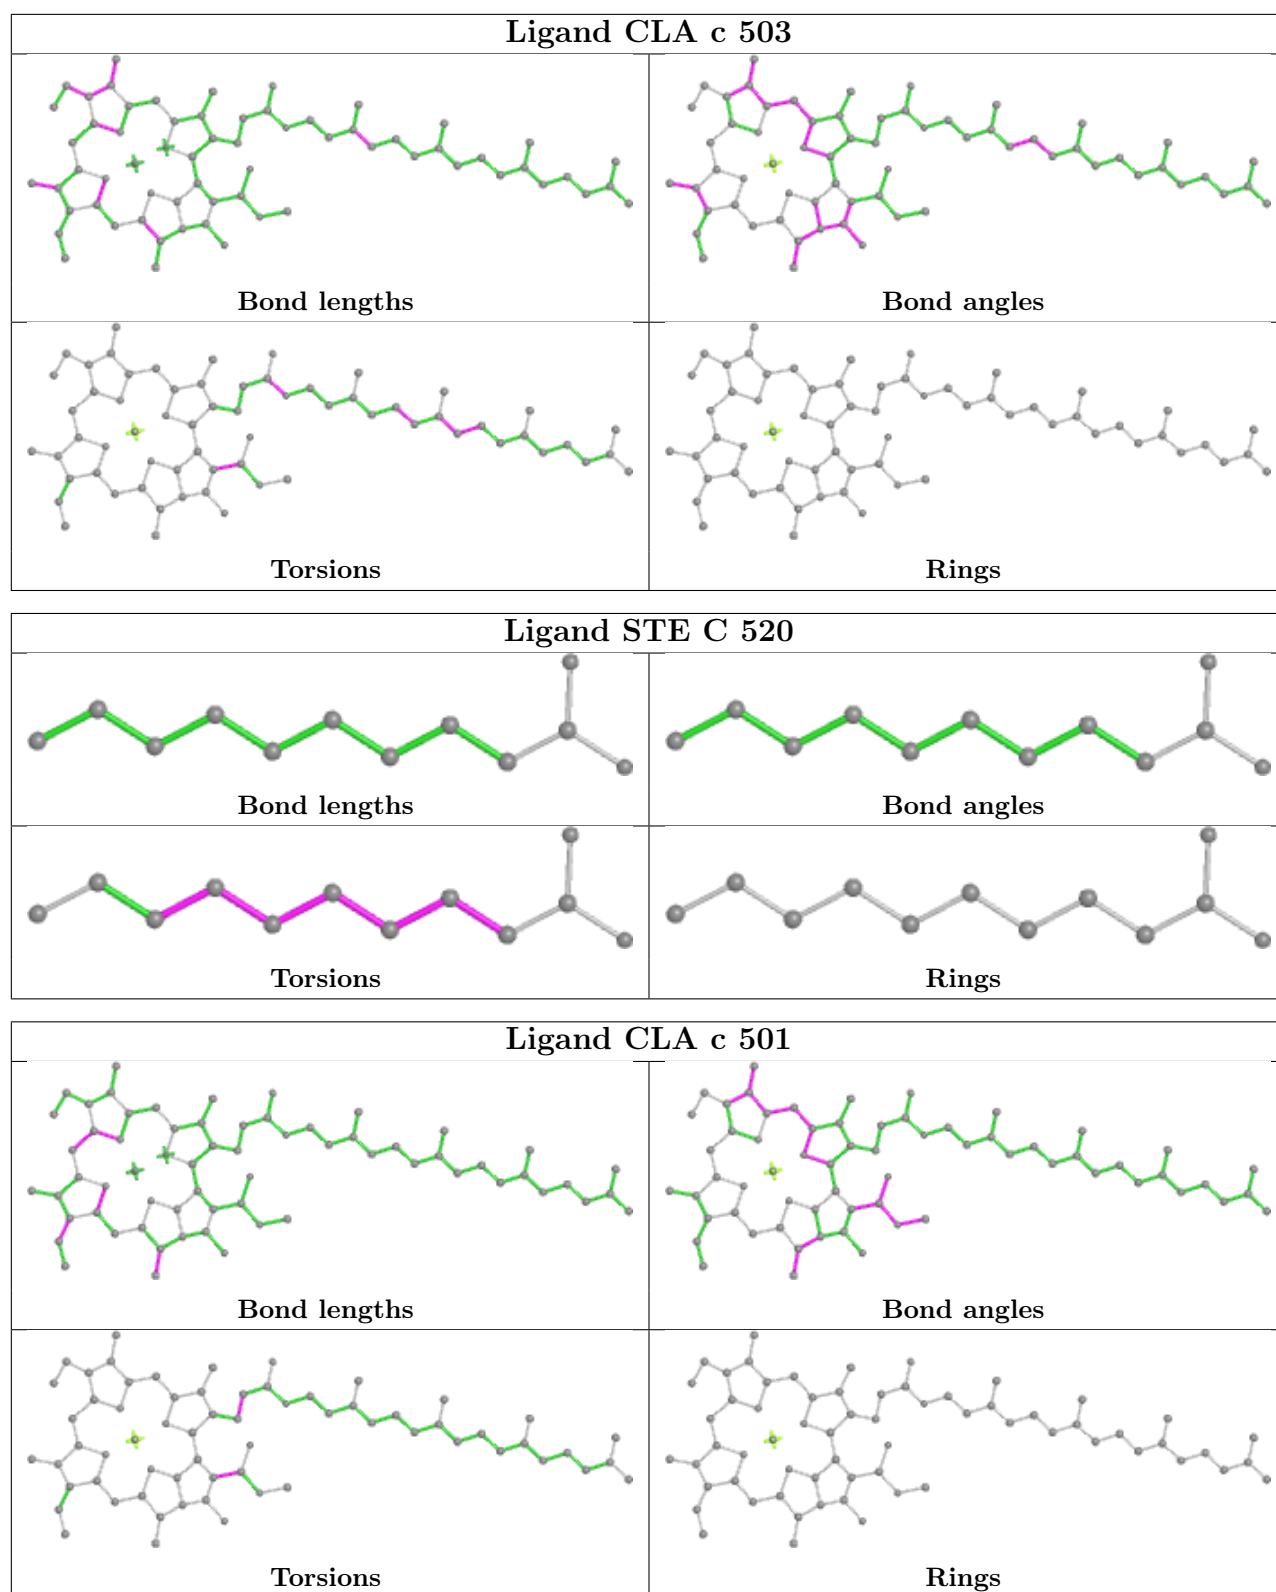 Ligand CLA c 503
Bond lengths
Bond angles
Torsions
Rings
Ligand STE C 520
Bond lengths
Bond angles
Torsions
Rings
Ligand CLA c 501
Bond lengths
Bond angles
Torsions
Rings